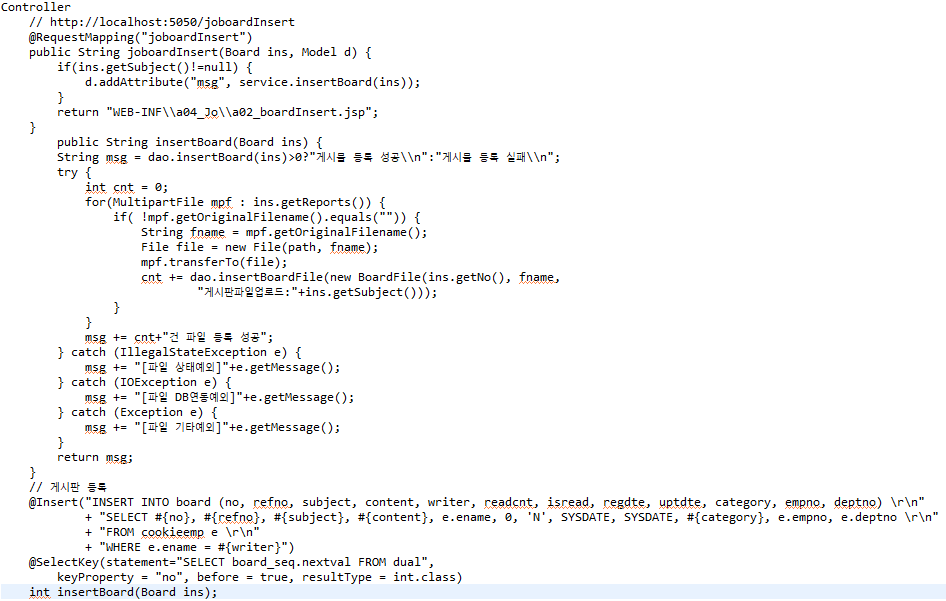 Controller
    // http://localhost:5050/joboardInsert
    @RequestMapping("joboardInsert")
    public String joboardInsert(Board ins, Model d) {
        if(ins.getSubject()!=null) {
            d.addAttribute("msg", service.insertBoard(ins));
        }
        return "WEB-INF\\a04_Jo\\a02_boardInsert.jsp";
    }
        public String insertBoard(Board ins) {
        String msg = dao.insertBoard(ins)>0?"게시물 등록 성공\\n":"게시물 등록 실패\\n";
        try {
            int cnt = 0;
            for(MultipartFile mpf : ins.getReports()) {
                if( !mpf.getOriginalFilename().equals("")) {
                    String fname = mpf.getOriginalFilename();
                    File file = new File(path, fname);
                    mpf.transferTo(file);
                    cnt += dao.insertBoardFile(new BoardFile(ins.getNo(), fname,
                            "게시판파일업로드:"+ins.getSubject()));
                }
            }
            msg += cnt+"건 파일 등록 성공";
        } catch (IllegalStateException e) {
            msg += "[파일 상태예외]"+e.getMessage();
        } catch (IOException e) {
            msg += "[파일 DB연동예외]"+e.getMessage();
        } catch (Exception e) {
            msg += "[파일 기타예외]"+e.getMessage();
        }
        return msg;
    }
    // 게시판 등록
    @Insert("INSERT INTO board (no, refno, subject, content, writer, readcnt, isread, regdte, uptdte, category, empno, deptno) \r\n"
            + "SELECT #{no}, #{refno}, #{subject}, #{content}, e.ename, 0, 'N', SYSDATE, SYSDATE, #{category}, e.empno, e.deptno \r\n"
            + "FROM cookieemp e \r\n"
            + "WHERE e.ename = #{writer}")
    @SelectKey(statement="SELECT board_seq.nextval FROM dual",
        keyProperty = "no", before = true, resultType = int.class)
    int insertBoard(Board ins);